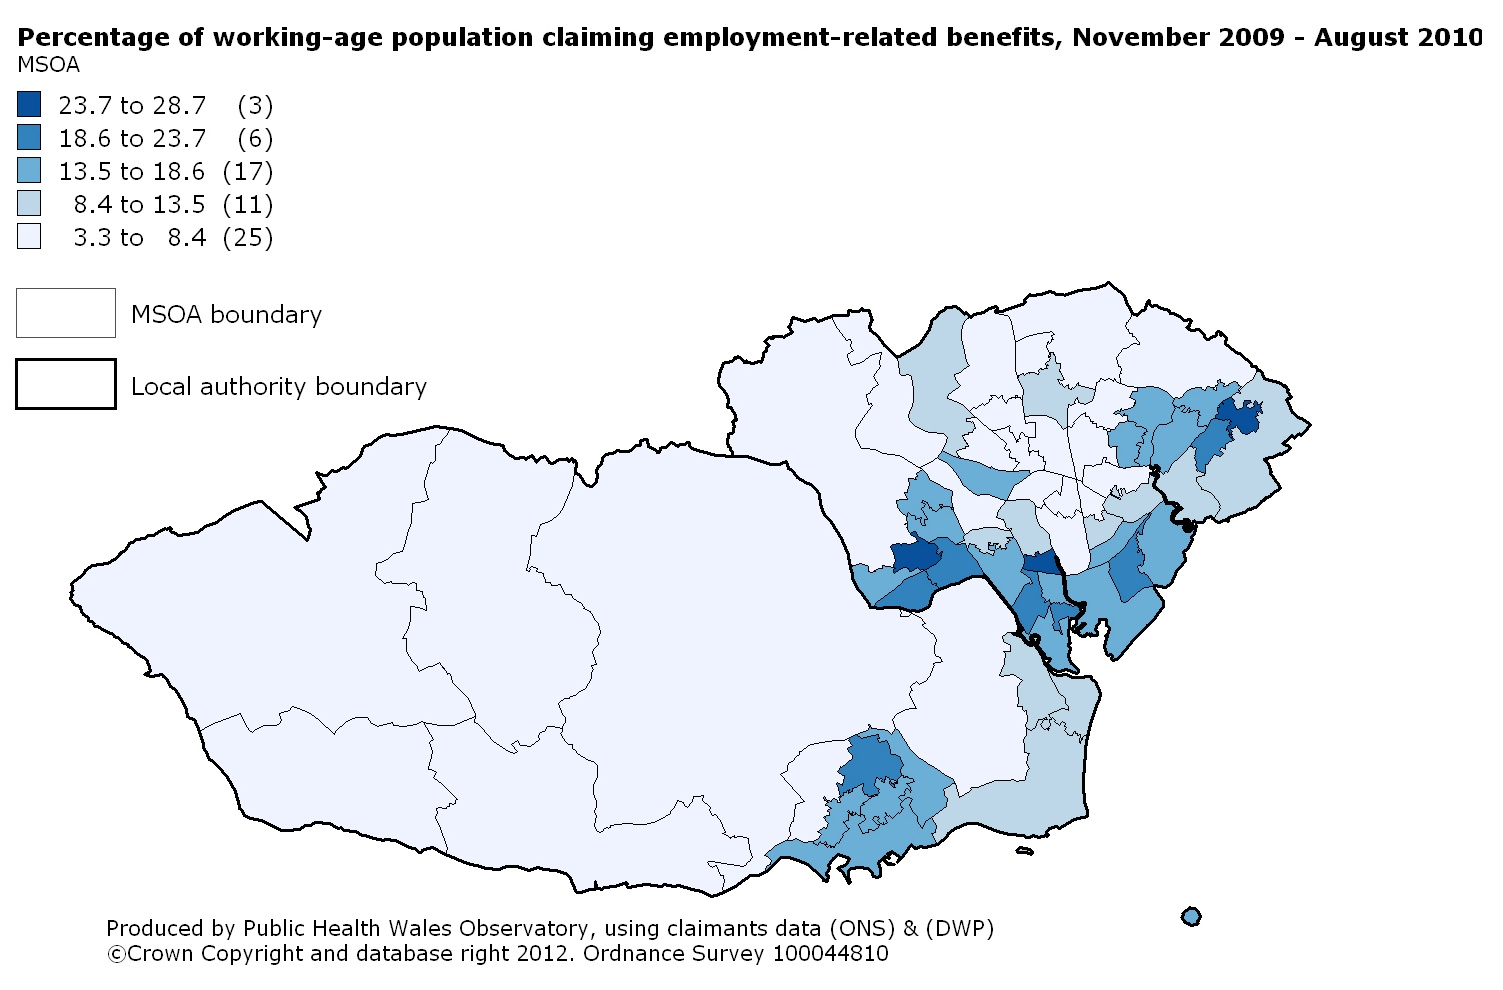 Percentage of working-age population claiming employment-related benefits, November 2009 - August 2010
MSOA
23.7 to 28.7 (3)
18.6 to 23.7 (6)
13.5 to 18.6 (17)
8.4 to 13.5 (11)
3.3 to 8.4 (25)
MSOA boundary
Local authority boundary
Produced by Public Health Wales Observatory, using claimants data (ONS) & (DWP)
©Crown Copyright and database right 2012. Ordnance Survey 100044810